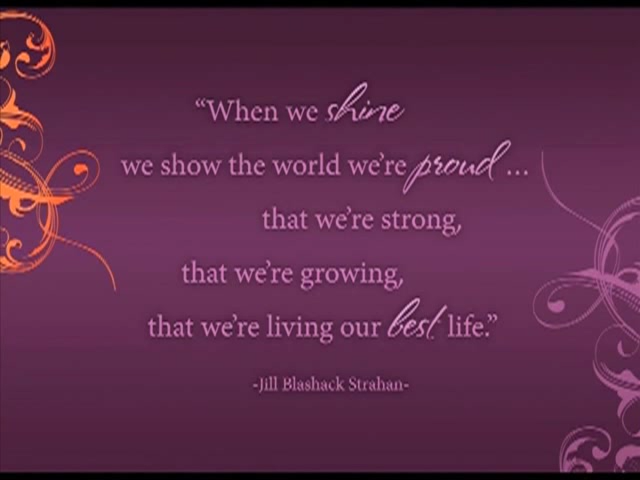 “When we shine
we show the world we’re proud ...
that we’re strong,
that we’re growing,
that we’re living our best life.”
-Jill Blashack Strahan-